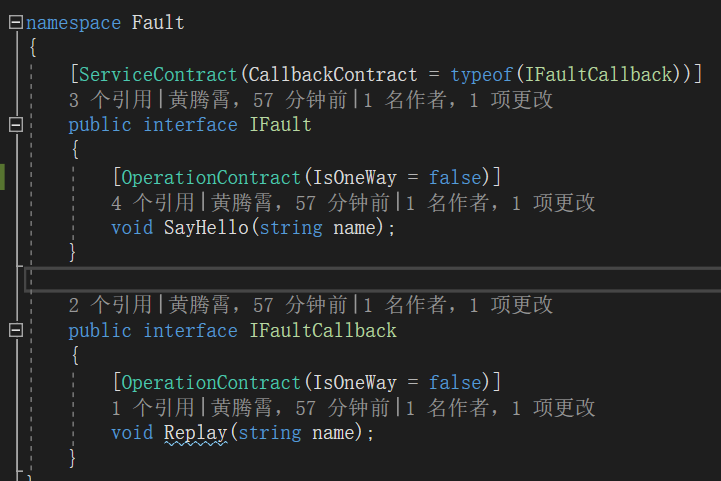 namespace Fault
{
[ServiceContract(CallbackContract = typeof(IFaultCallback))]
3 个引用|黄腾霄，57 分钟前|1 名作者，1 项更改
public interface IFault
{
[OperationContract(IsOneWay = false)]
4 个引用|黄腾霄，57 分钟前|1 名作者，1 项更改
void SayHello(string name);
}
2 个引用|黄腾霄，57 分钟前|1 名作者，1 项更改
public interface IFaultCallback
{
[OperationContract(IsOneWay = false)]
1 个引用|黄腾霄，57 分钟前|1 名作者，1 项更改
void Replay(string name);
}
}